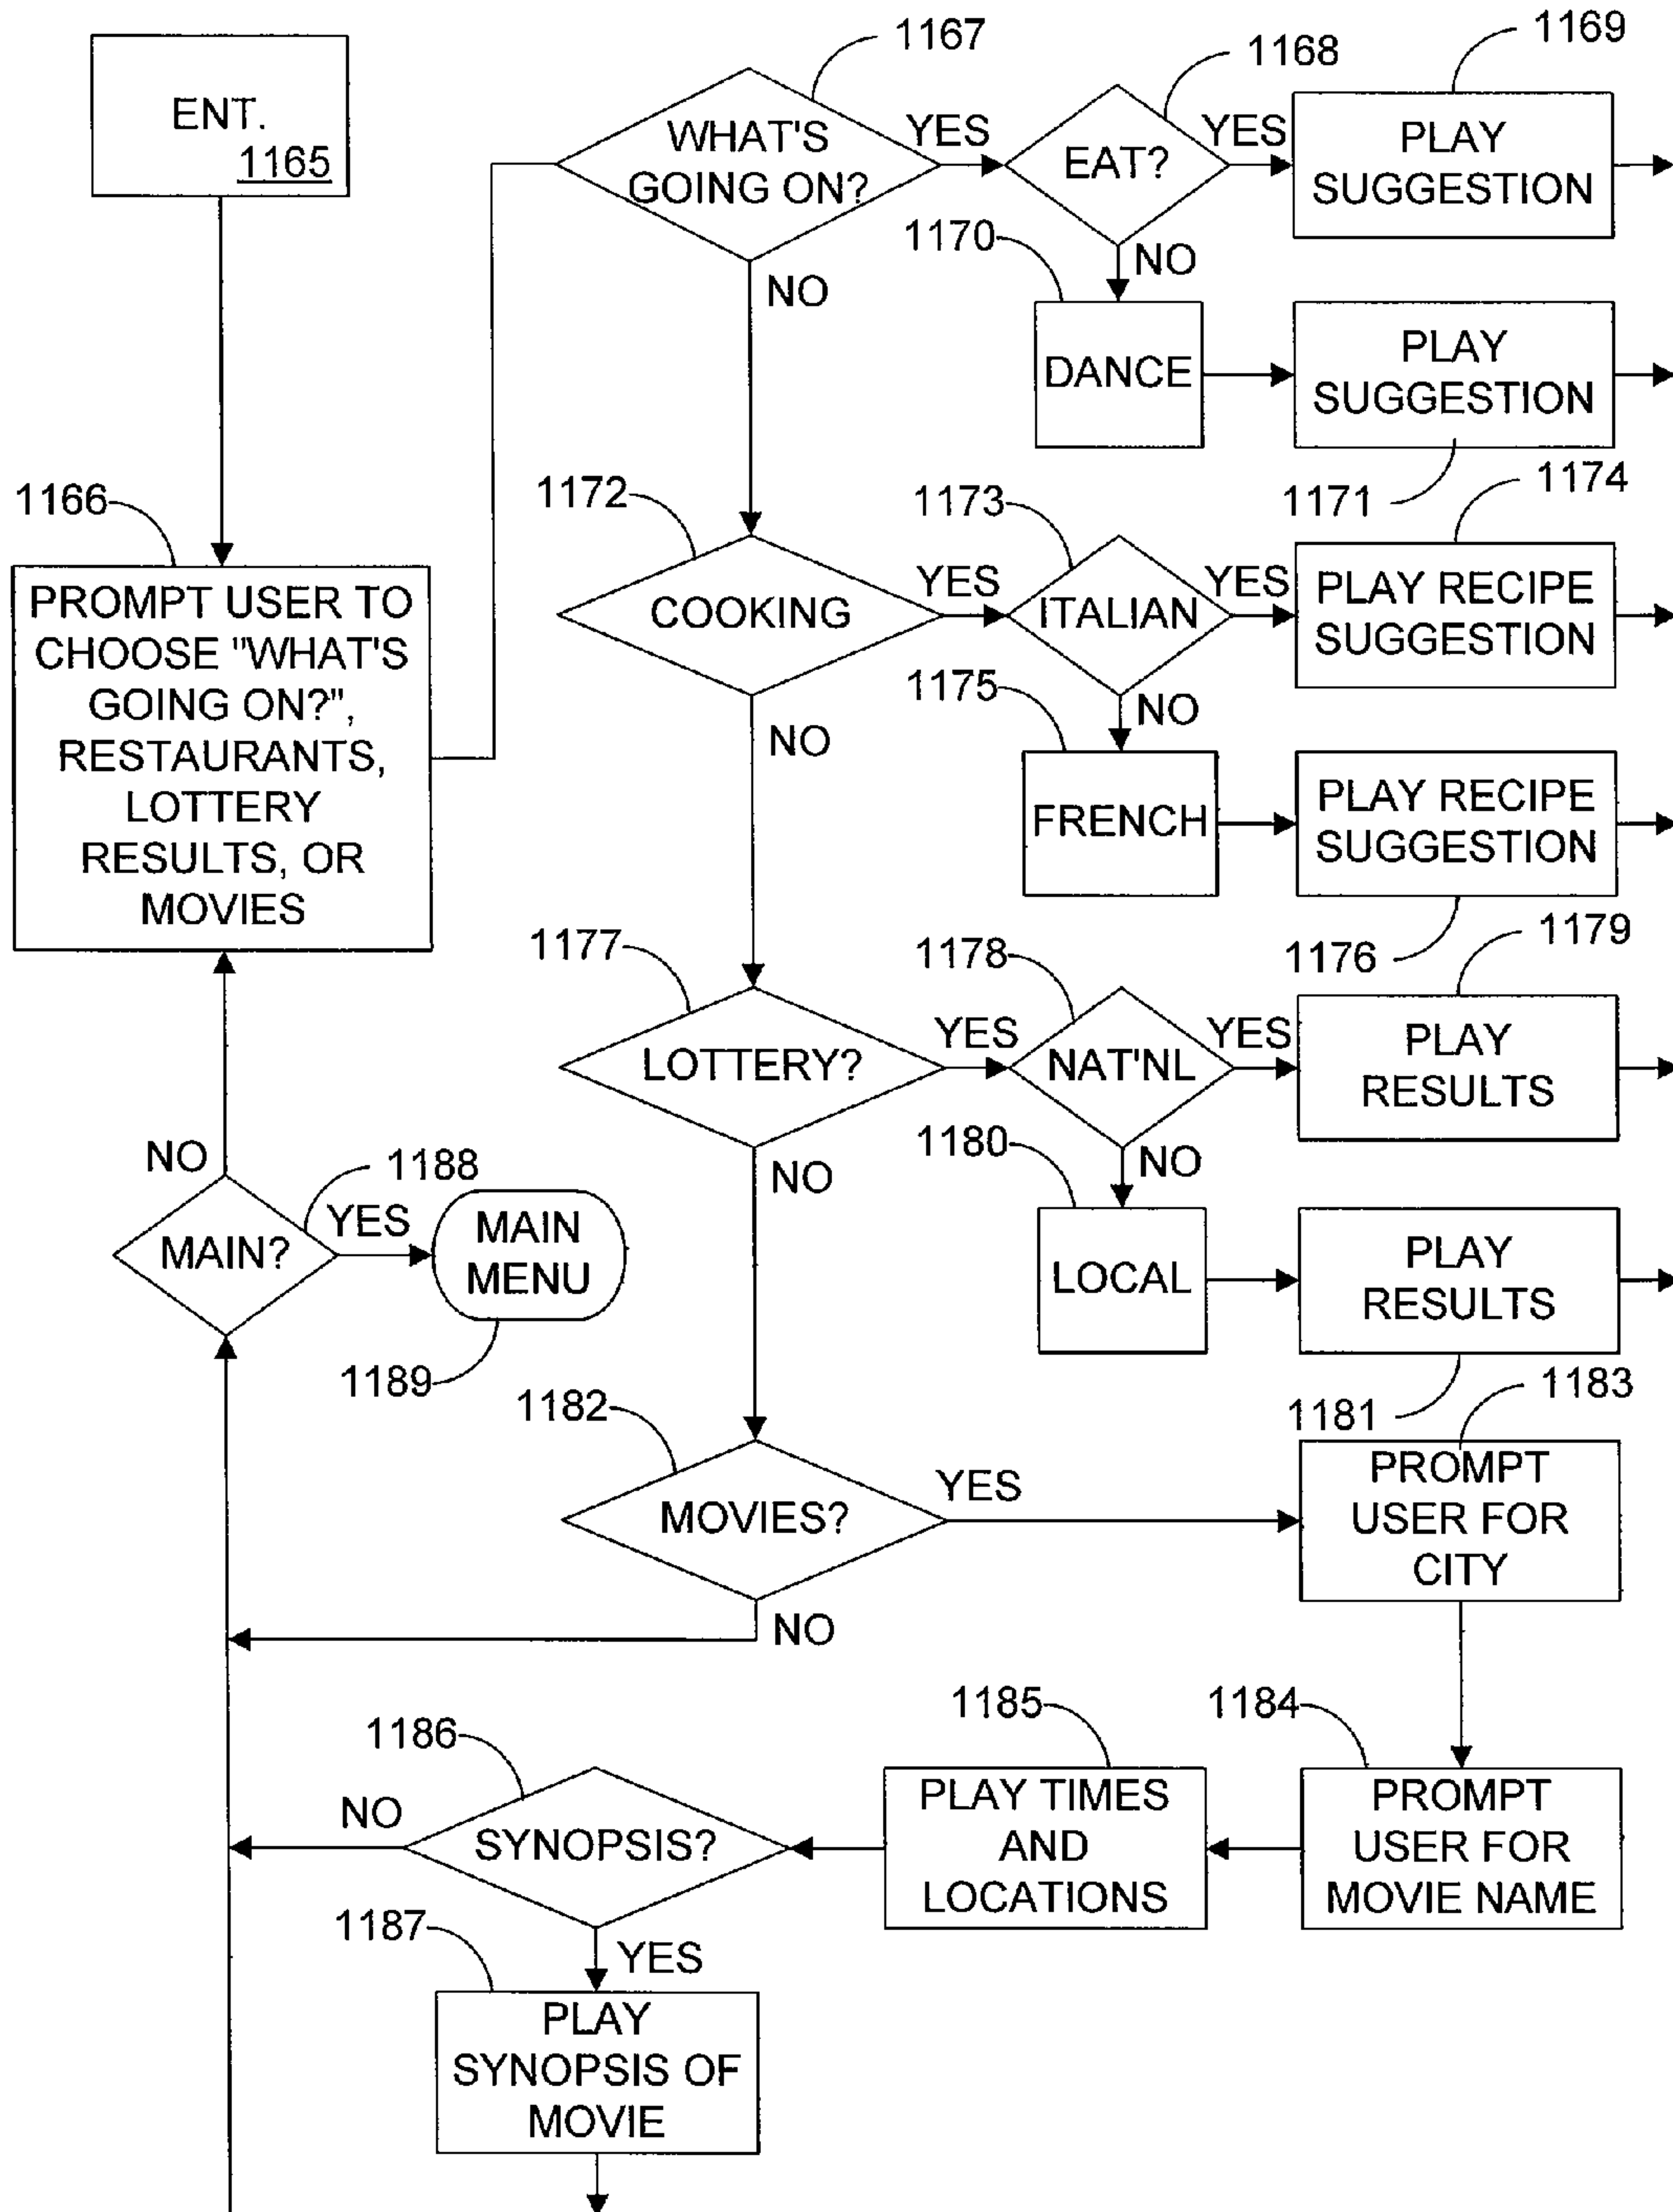 ENT.
1165
1166
PROMPT USER TO
CHOOSE "WHAT'S
GOING ON?",
RESTAURANTS,
LOTTERY
RESULTS, OR
MOVIES
1167
WHAT'S
GOING ON?
YES
NO
1168
EAT?
YES
NO
1169
PLAY
SUGGESTION
1170
DANCE
PLAY
SUGGESTION
1171
1172
COOKING
YES
NO
1173
ITALIAN
YES
NO
1174
PLAY RECIPE
SUGGESTION
1175
FRENCH
PLAY RECIPE
SUGGESTION
1176
1177
LOTTERY?
YES
NO
1178
NAT'NL
YES
NO
1179
PLAY
RESULTS
1180
LOCAL
PLAY
RESULTS
1181
1182
MOVIES?
YES
NO
1183
PROMPT
USER FOR
CITY
1184
PROMPT
USER FOR
MOVIE NAME
1185
PLAY TIMES
AND
LOCATIONS
1186
SYNOPSIS?
NO
YES
1187
PLAY
SYNOPSIS OF
MOVIE
NO
1188
MAIN?
YES
MAIN
MENU
1189